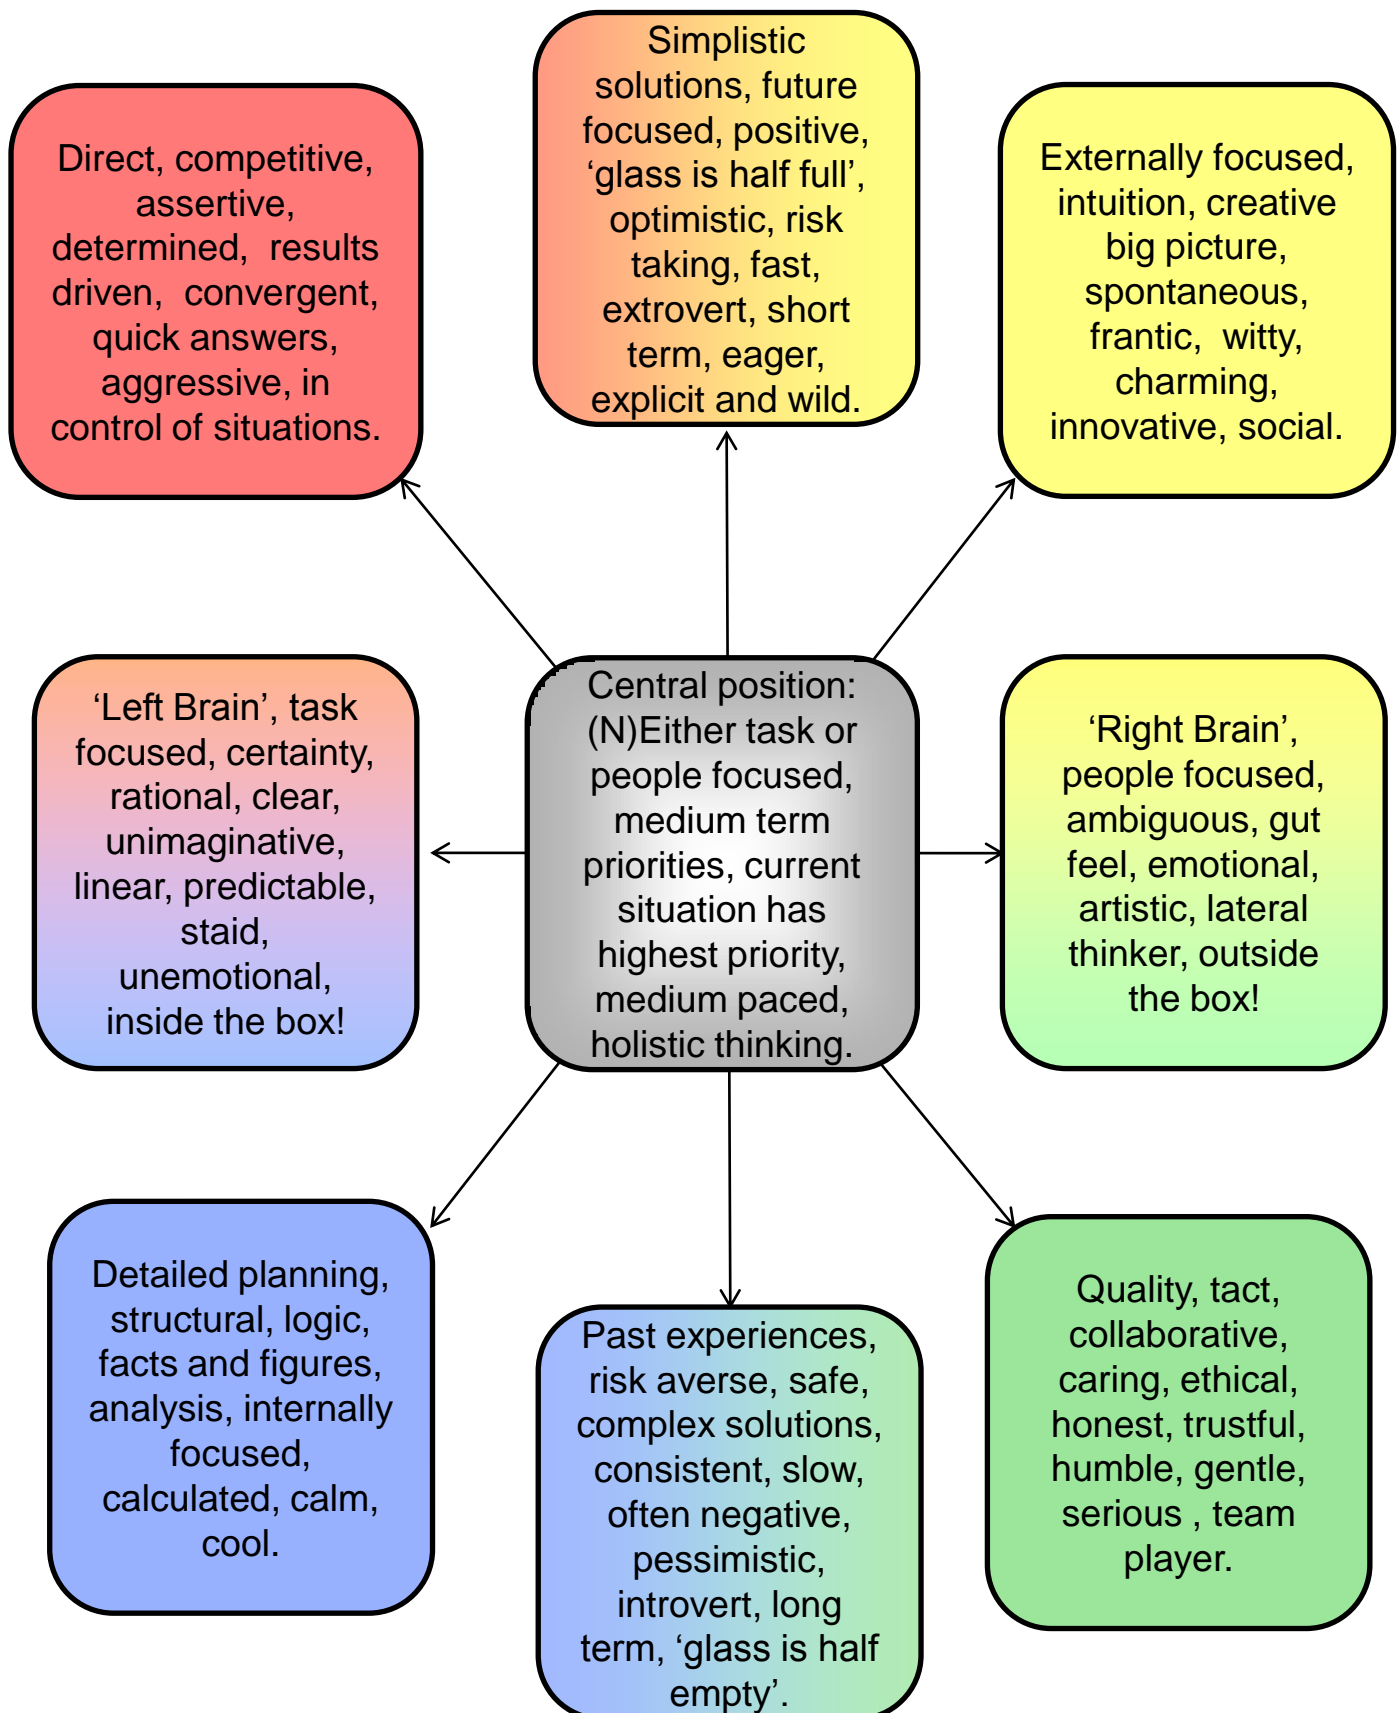 Direct, competitive,
assertive,
determined,  results
driven,  convergent,
quick answers,
aggressive, in
control of situations.
Simplistic
solutions, future
focused, positive,
‘glass is half full’,
optimistic, risk
taking, fast,
extrovert, short
term, eager,
explicit and wild.
Externally focused,
intuition, creative
big picture,
spontaneous,
frantic,  witty,
charming,
innovative, social.
‘Left Brain’, task
focused, certainty,
rational, clear,
unimaginative,
linear, predictable,
staid,
unemotional,
inside the box!
Central position:
(N)Either task or
people focused,
medium term
priorities, current
situation has
highest priority,
medium paced,
holistic thinking.
‘Right Brain’,
people focused,
ambiguous, gut
feel, emotional,
artistic, lateral
thinker, outside
the box!
Detailed planning,
structural, logic,
facts and figures,
analysis, internally
focused,
calculated, calm,
cool.
Past experiences,
risk averse, safe,
complex solutions,
consistent, slow,
often negative,
pessimistic,
introvert, long
term, ‘glass is half
empty’.
Quality, tact,
collaborative,
caring, ethical,
honest, trustful,
humble, gentle,
serious , team
player.